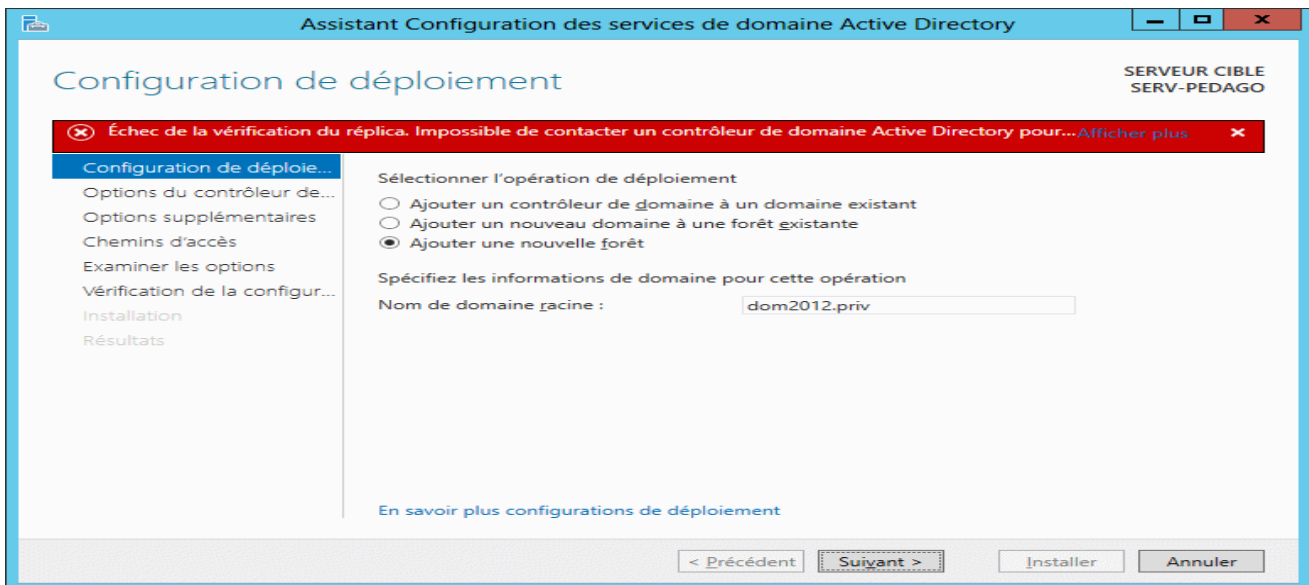 Assistant Configuration des services de domaine Active Directory
Configuration de déploiement
SERVEUR CIBLE
SERV-PEDAGO
Échec de la vérification du réplica. Impossible de contacter un contrôleur de domaine Active Directory pour...Afficher plus
Configuration de déploie...
Options du contrôleur de...
Options supplémentaires
Chemins d'accès
Examiner les options
Vérification de la configur...
Installation
Résultats
Sélectionner l'opération de déploiement
Ajouter un contrôleur de domaine à un domaine existant
Ajouter un nouveau domaine à une forêt existante
Ajouter une nouvelle forêt
Spécifiez les informations de domaine pour cette opération
Nom de domaine racine : dom2012.priv
En savoir plus configurations de déploiement
< Précédent Suivant > Installer Annuler